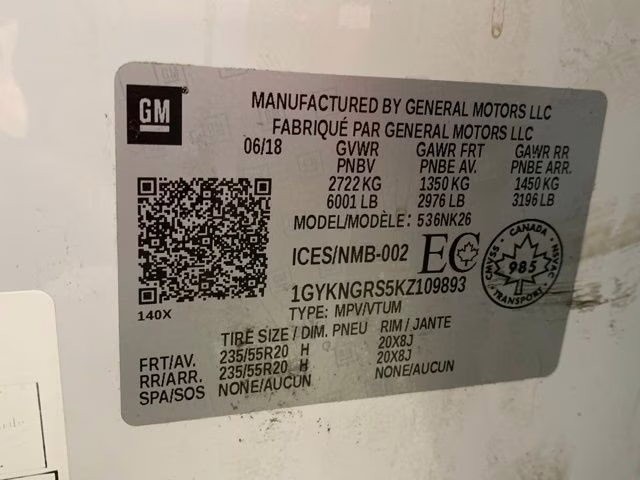 GM
MANUFACTURED BY GENERAL MOTORS LLC
FABRIQUÉ PAR GENERAL MOTORS LLC
06/18 GVWR GAWR FRT GAWR RR
PNBV PNBE AV. PNBE ARR.
2722 KG 1350 KG 1450 KG
6001 LB 2976 LB 3196 LB
MODEL/MODÈLE: 536NK26
ICES/NMB-002 EC
CANADA
985
TRANSPORT
1GYKNGRS5KZ109893
TYPE: MPV/VTUM
140X
TIRE SIZE / DIM. PNEU RIM / JANTE
FRT/AV. 235/55R20 H 20X8J
RR/ARR. 235/55R20 H 20X8J
SPA/SOS NONE/AUCUN NONE/AUCUN